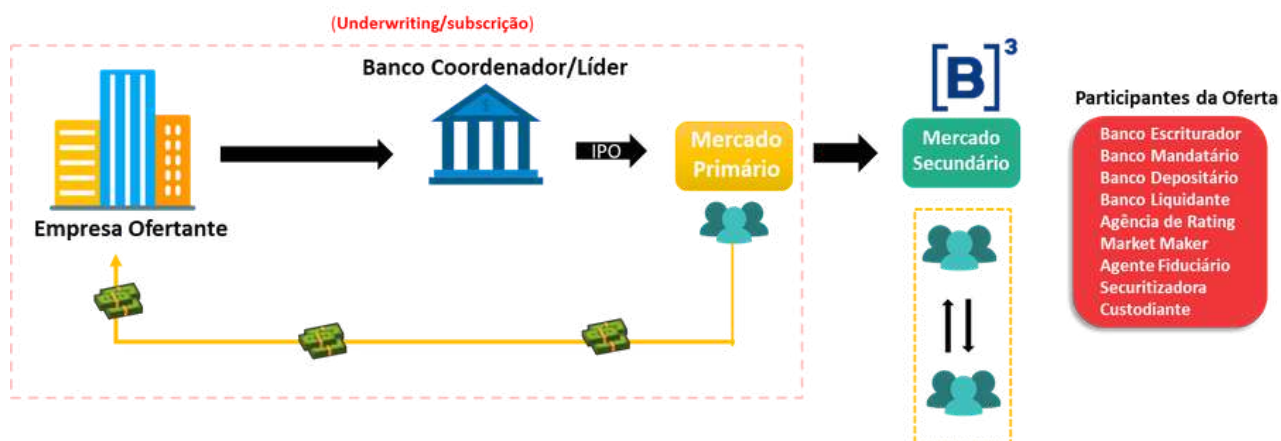 (Underwriting/subscrição)
Banco Coordenador/Líder
Empresa Ofertante
IPO
Mercado
Primário
[B]³
Mercado
Secundário
Participantes da Oferta
Banco Escriturador
Banco Mandatário
Banco Depositário
Banco Liquidante
Agência de Rating
Market Maker
Agente Fiduciário
Securitizadora
Custodiante